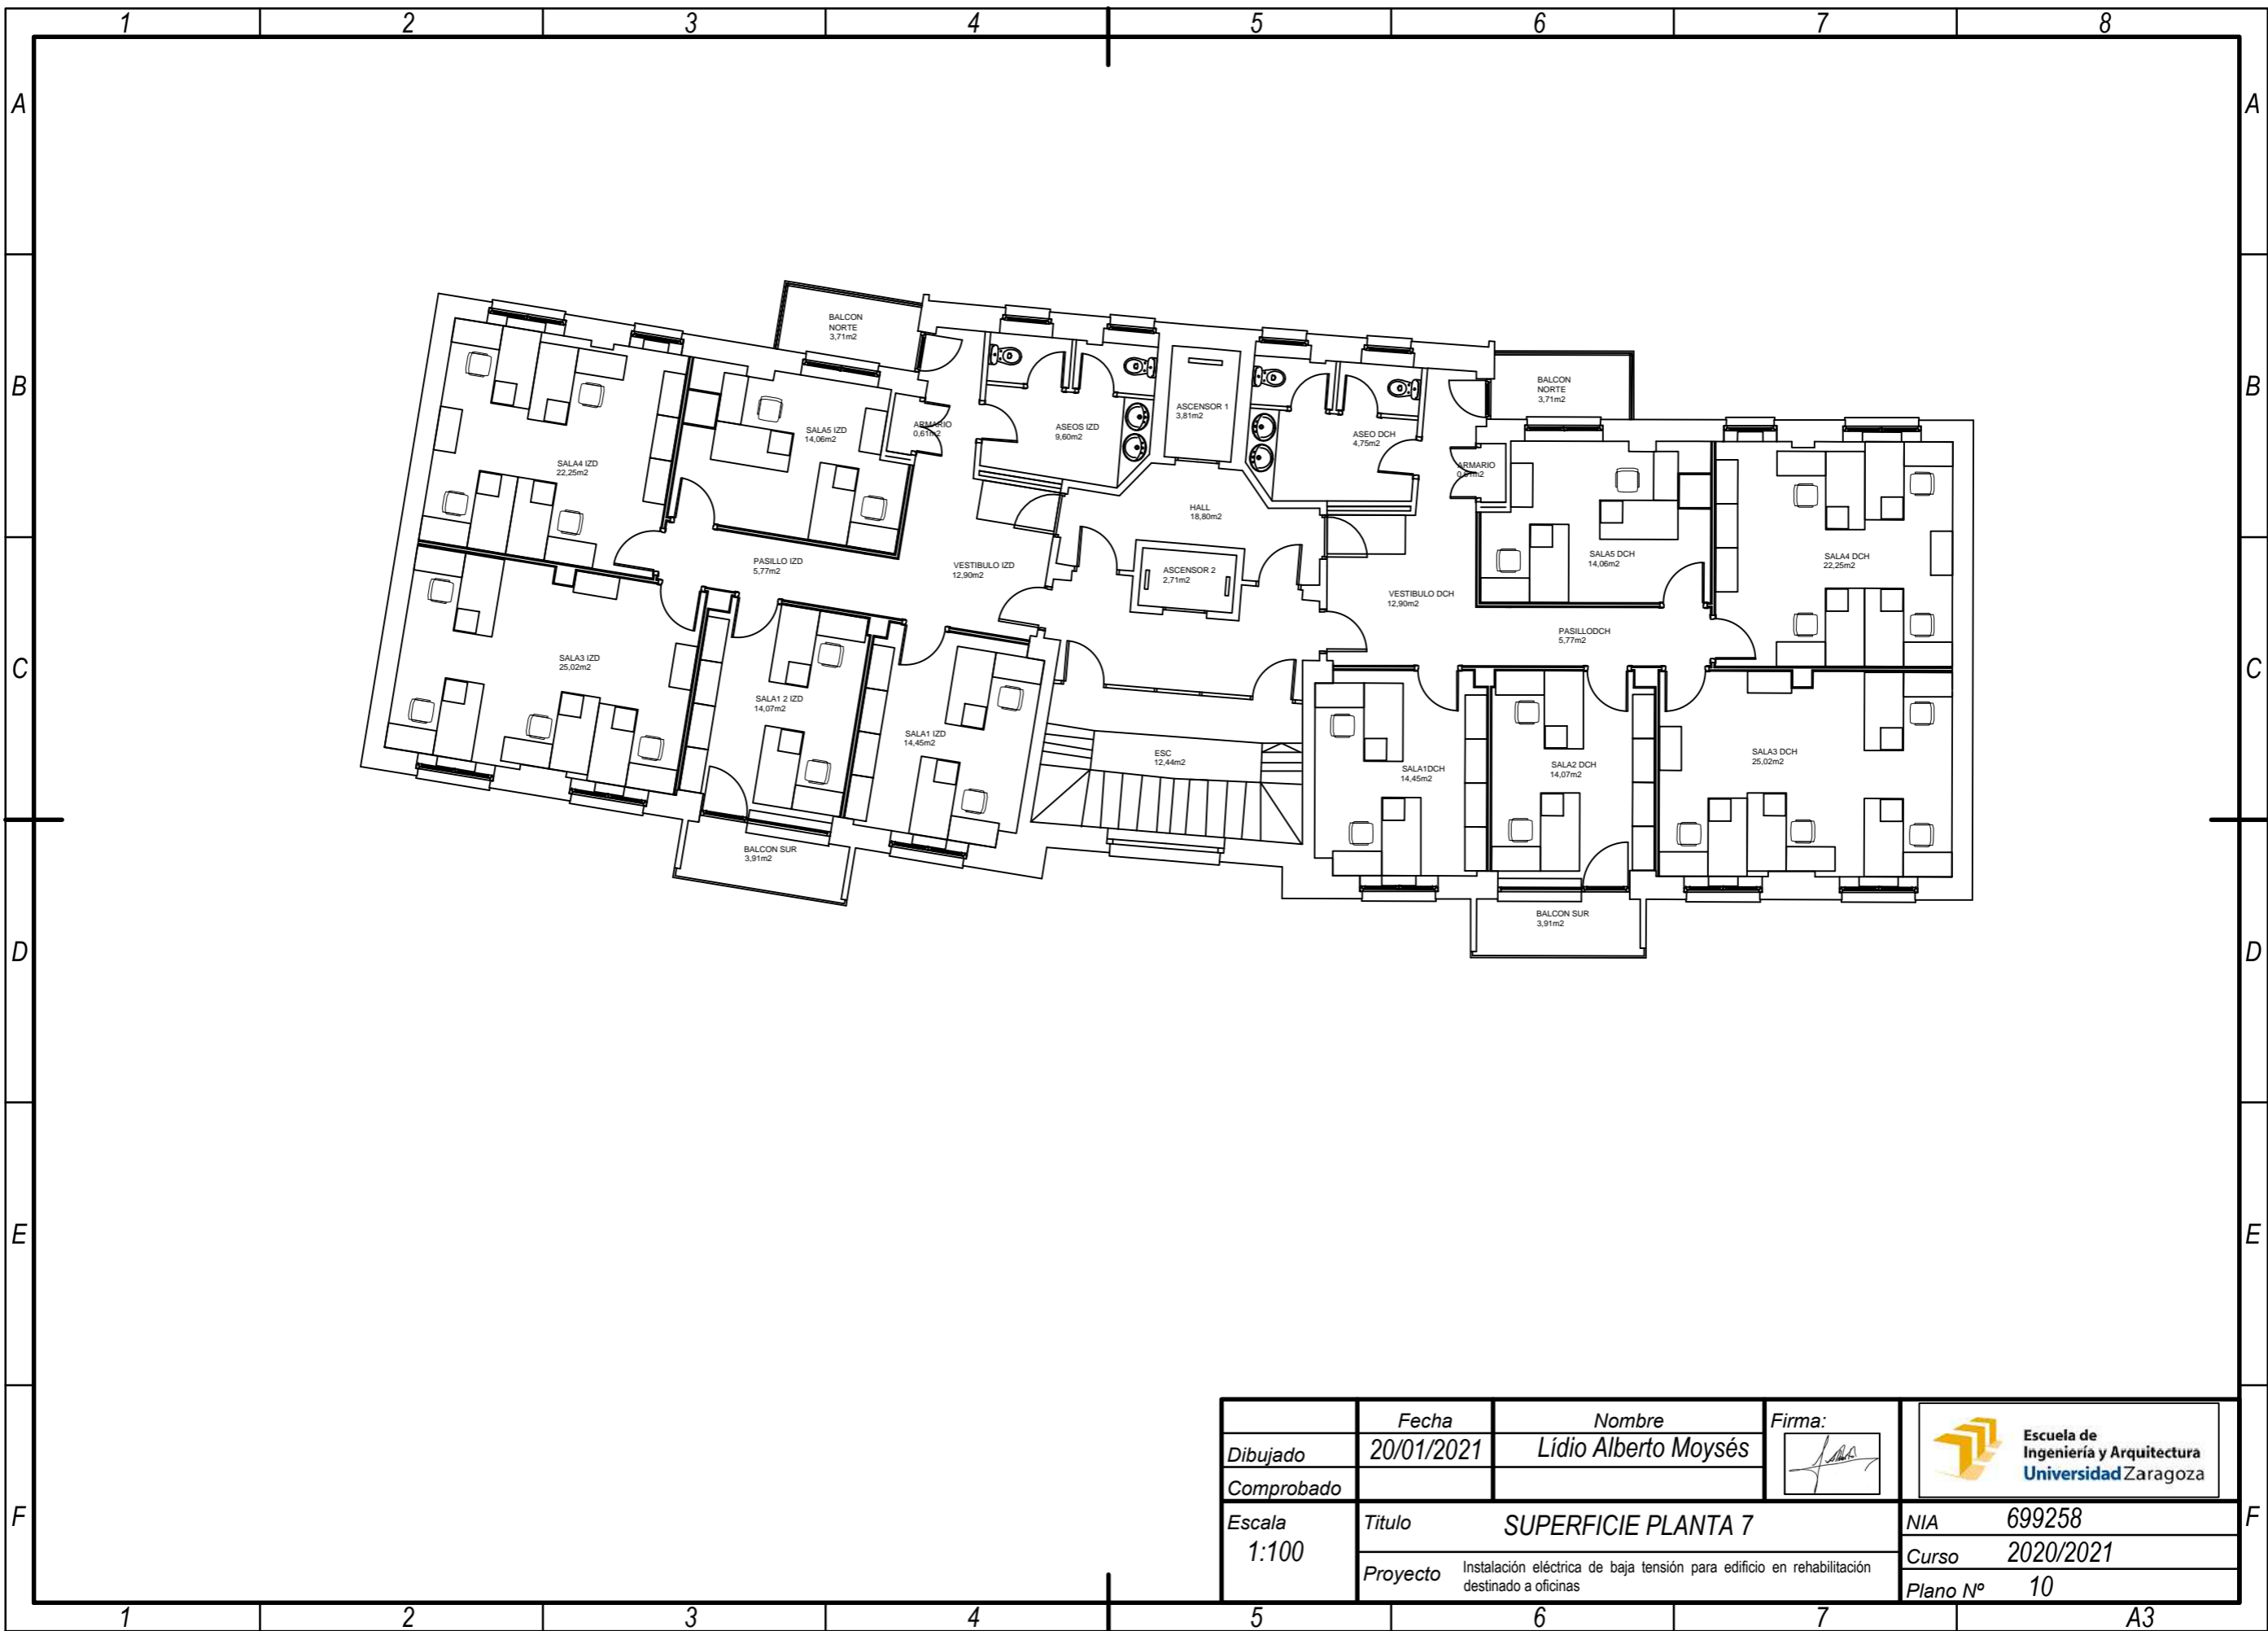 1 2 3 4 5 6 7 8
A A
B B
C C
D D
E E
F F
BALCON
NORTE
3,71m2
BALCON
NORTE
3,71m2
SALA4 IZD
22,25m2
SALA5 IZD
14,06m2
ARMARIO
0,61m2
ASEOS IZD
9,60m2
ASCENSOR 1
3,81m2
ASEO DCH
4,75m2
ARMARIO
HALL
18,80m2
SALA5 DCH
14,06m2
SALA4 DCH
22,25m2
PASILLO IZD
5,77m2
VESTIBULO IZD
12,90m2
ASCENSOR 2
2,71m2
VESTIBULO DCH
12,90m2
PASILLODCH
5,77m2
SALA3 IZD
25,02m2
SALA1 2 IZD
14,07m2
SALA1 IZD
14,45m2
ESC
12,44m2
SALA1DCH
14,45m2
SALA2 DCH
14,07m2
SALA3 DCH
25,02m2
BALCON SUR
3,91m2
BALCON SUR
3,91m2
Fecha Nombre Firma:
Dibujado 20/01/2021 Lídio Alberto Moysés
Comprobado
Escuela de
Ingeniería y Arquitectura
Universidad Zaragoza
Escala
1:100
Titulo SUPERFICIE PLANTA 7
Proyecto Instalación eléctrica de baja tensión para edificio en rehabilitación
destinado a oficinas
NIA 699258
Curso 2020/2021
Plano Nº 10
1 2 3 4 5 6 7 A3